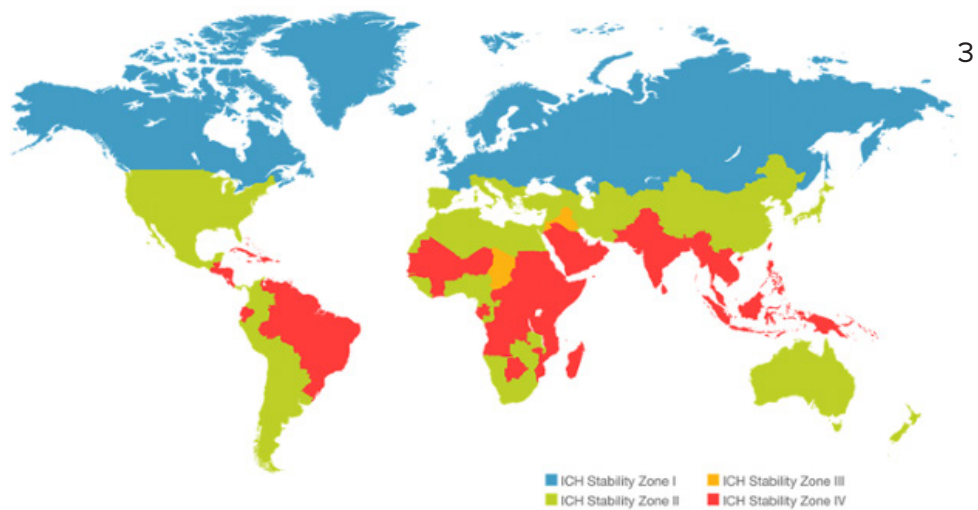 3
ICH Stability Zone I
ICH Stability Zone III
ICH Stability Zone II
ICH Stability Zone IV